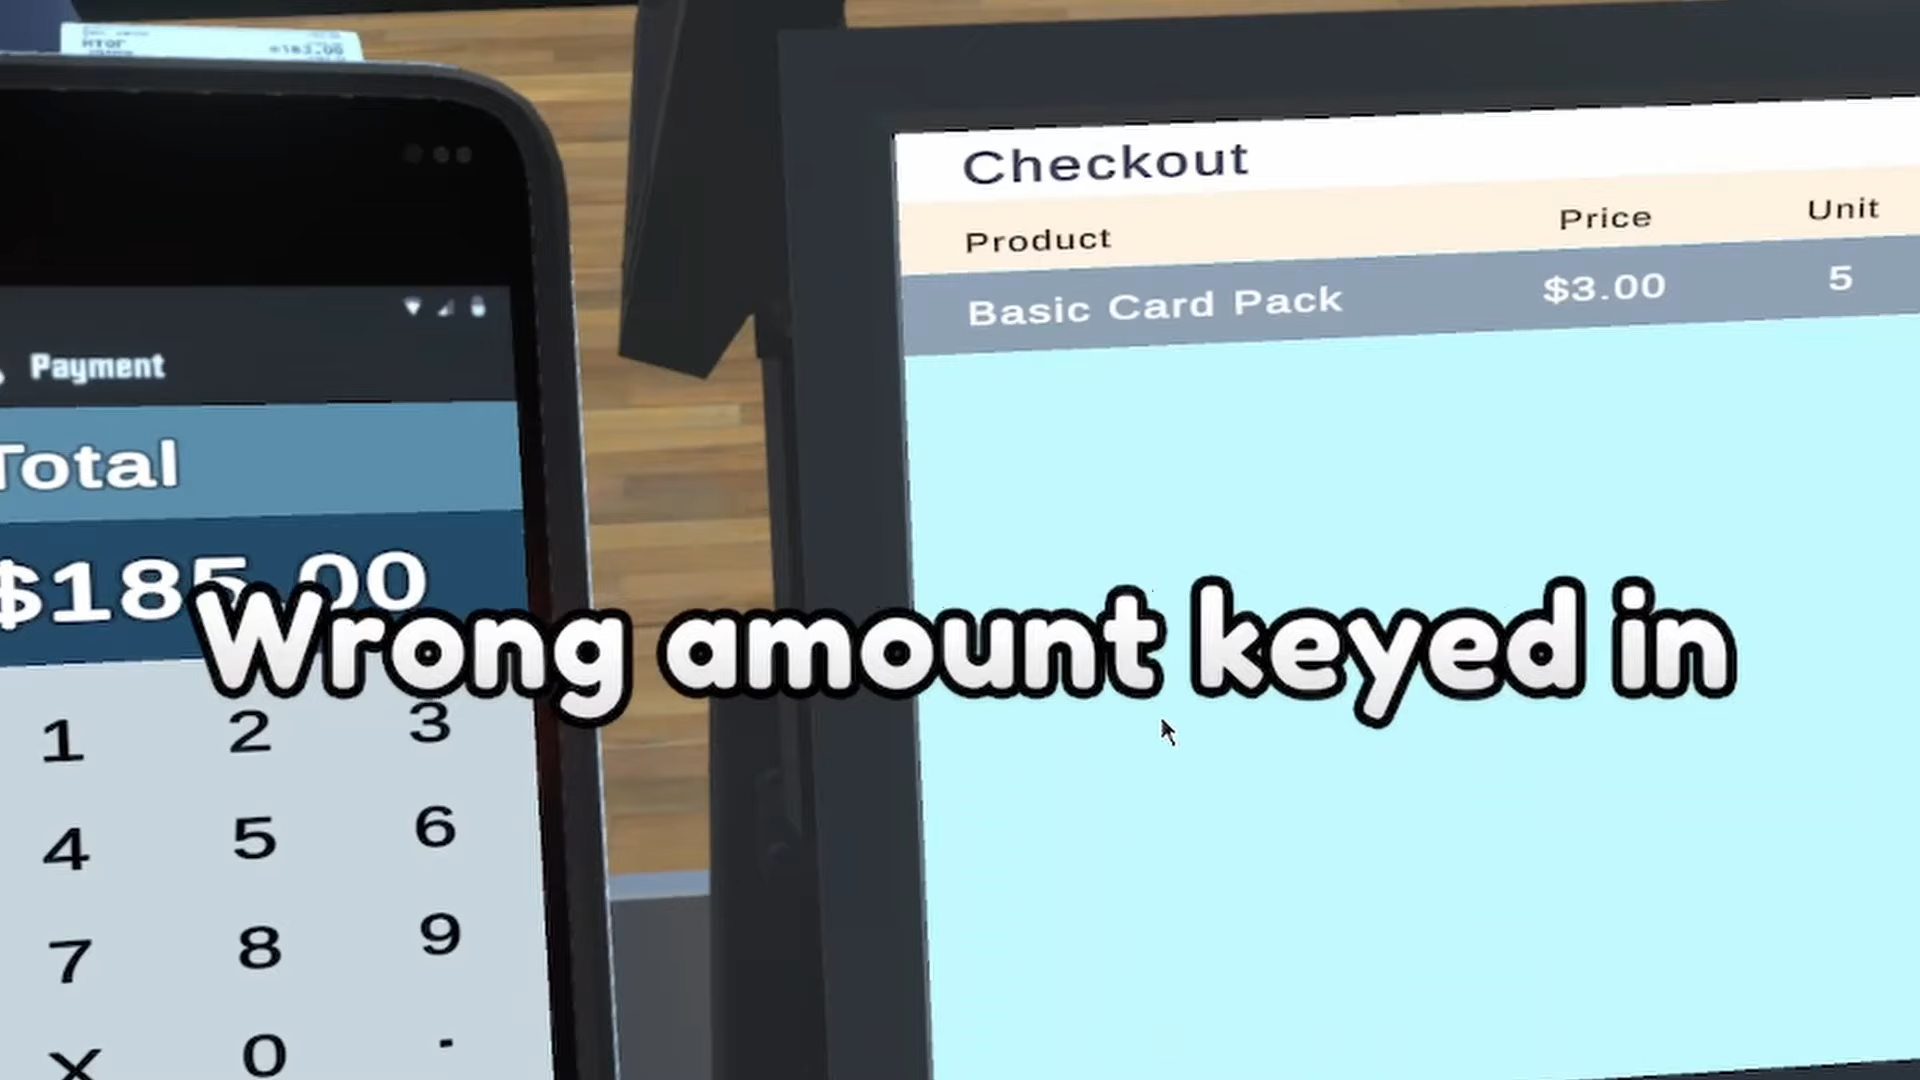 Payment
Total
$185.00
1 2 3
4 5 6
7 8 9
X 0 .
Checkout
Product Price Unit
Basic Card Pack $3.00 5
Wrong amount keyed in